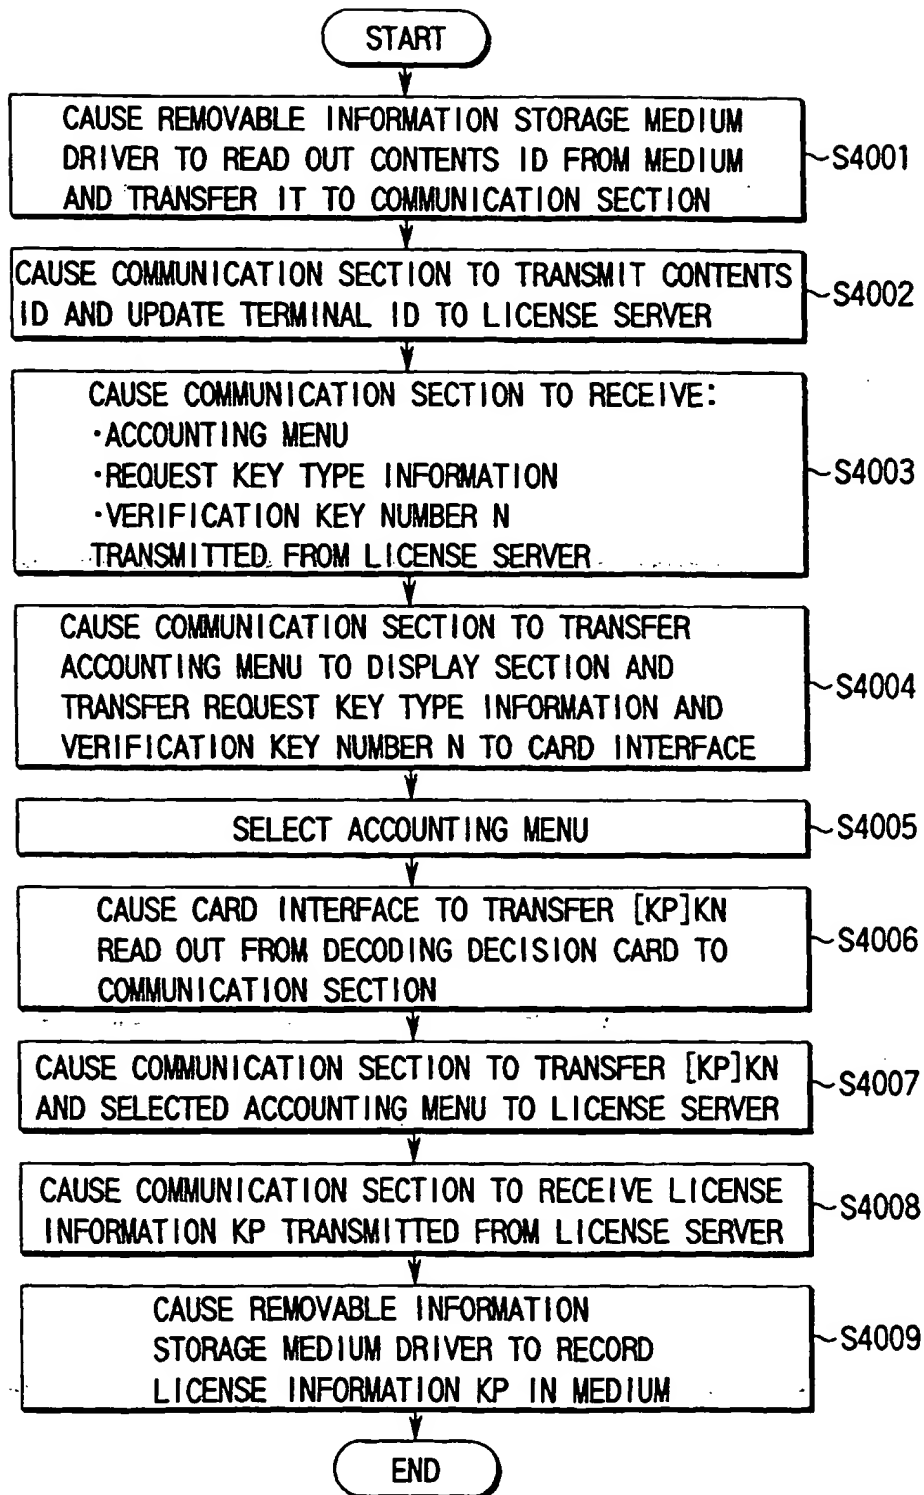 START
CAUSE REMOVABLE INFORMATION STORAGE MEDIUM
DRIVER TO READ OUT CONTENTS ID FROM MEDIUM
AND TRANSFER IT TO COMMUNICATION SECTION
~S4001
CAUSE COMMUNICATION SECTION TO TRANSMIT CONTENTS
ID AND UPDATE TERMINAL ID TO LICENSE SERVER
~S4002
CAUSE COMMUNICATION SECTION TO RECEIVE:
·ACCOUNTING MENU
·REQUEST KEY TYPE INFORMATION
·VERIFICATION KEY NUMBER N
TRANSMITTED FROM LICENSE SERVER
~S4003
CAUSE COMMUNICATION SECTION TO TRANSFER
ACCOUNTING MENU TO DISPLAY SECTION AND
TRANSFER REQUEST KEY TYPE INFORMATION AND
VERIFICATION KEY NUMBER N TO CARD INTERFACE
~S4004
SELECT ACCOUNTING MENU
~S4005
CAUSE CARD INTERFACE TO TRANSFER [KP]KN
READ OUT FROM DECODING DECISION CARD TO
COMMUNICATION SECTION
~S4006
CAUSE COMMUNICATION SECTION TO TRANSFER [KP]KN
AND SELECTED ACCOUNTING MENU TO LICENSE SERVER
~S4007
CAUSE COMMUNICATION SECTION TO RECEIVE LICENSE
INFORMATION KP TRANSMITTED FROM LICENSE SERVER
~S4008
CAUSE REMOVABLE INFORMATION
STORAGE MEDIUM DRIVER TO RECORD
LICENSE INFORMATION KP IN MEDIUM
~S4009
END